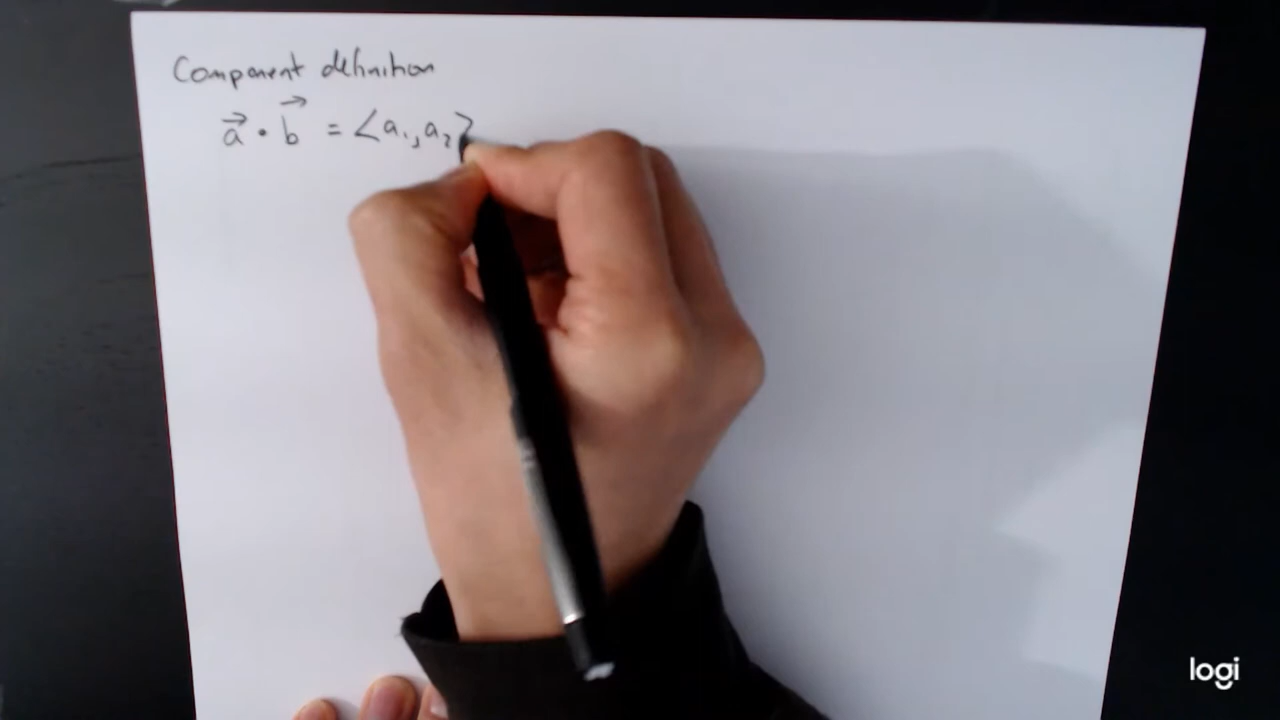 Component definition
a⃗ · b⃗ = <a₁, a₂>
logi